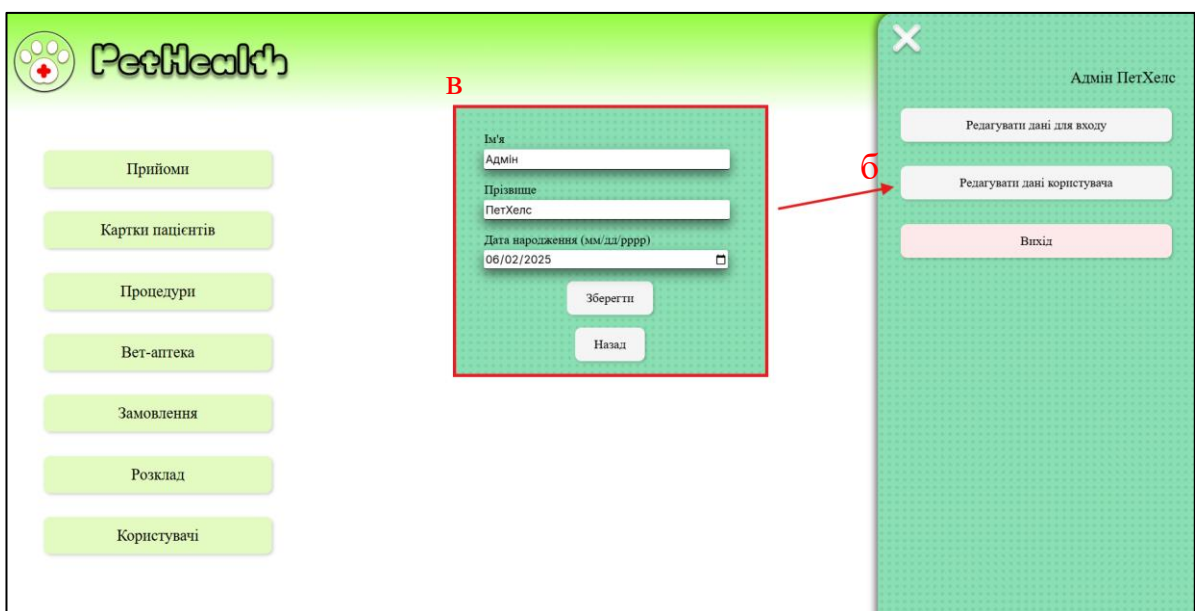 PetHealth
Адмін ПетХелс
в
Ім'я
Адмін
Прізвище
ПетХелс
Дата народження (мм/дд/рррр)
06/02/2025
Зберегти
Назад
Прийоми
Картки пацієнтів
Процедури
Вет-аптека
Замовлення
Розклад
Користувачі
Редагувати дані для входу
б
Редагувати дані користувача
Вихід